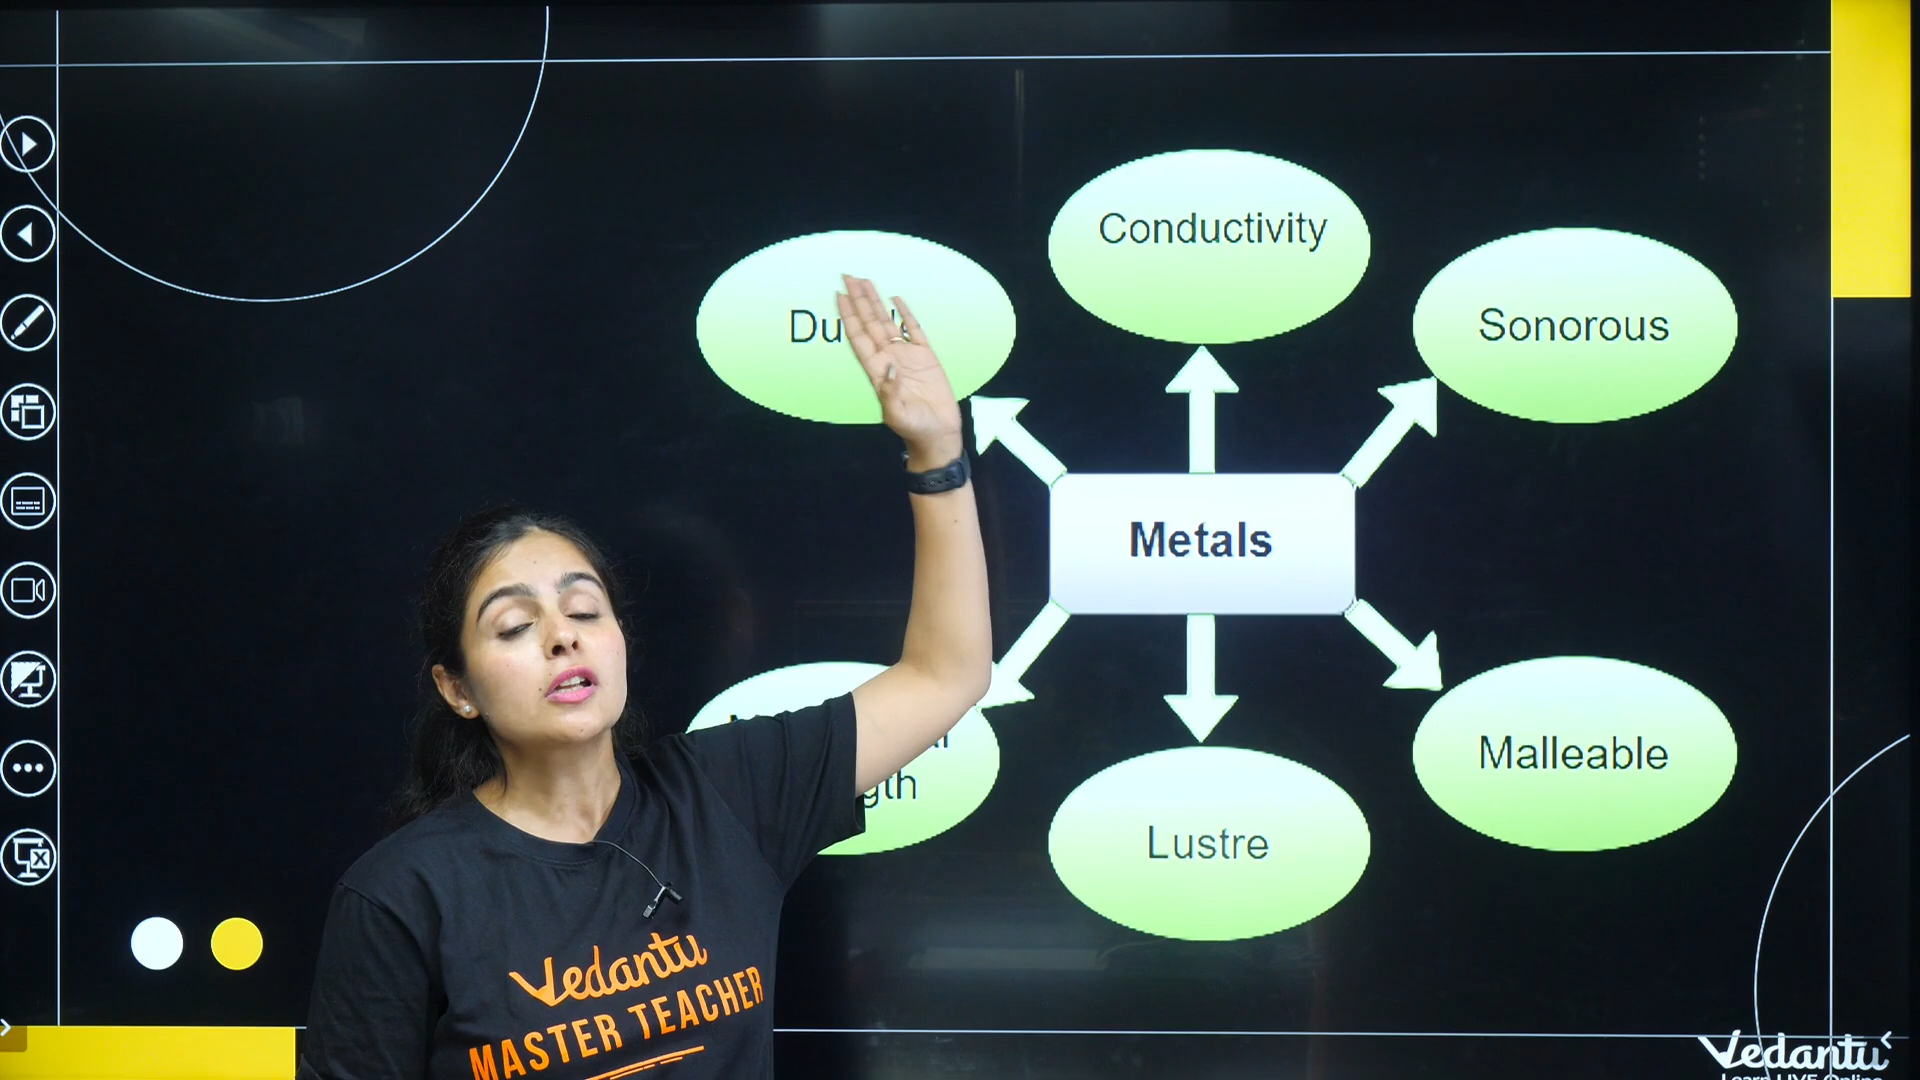 Conductivity
Sonorous
Metals
Malleable
Lustre
Vedantu
MASTER TEACHER
Vedantu